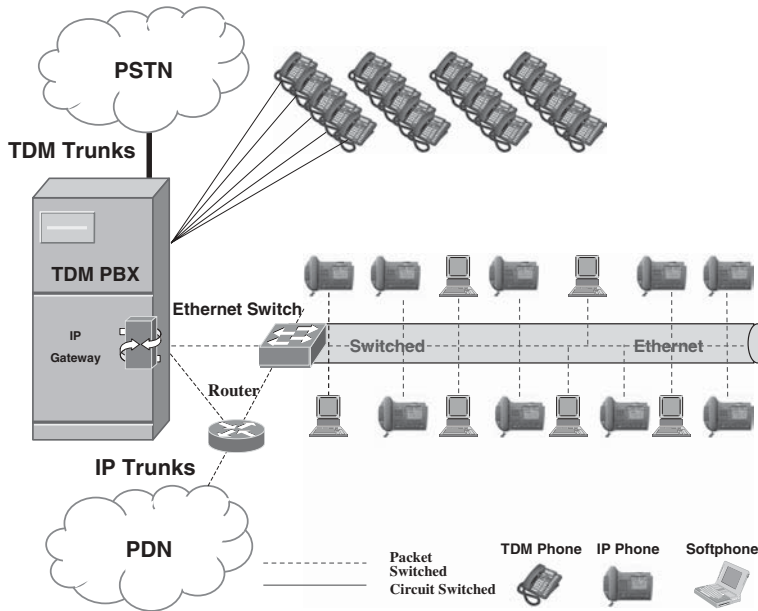 PSTN
TDM Trunks
TDM PBX
Ethernet Switch
IP
Gateway
Switched
Ethernet
Router
IP Trunks
PDN
Packet
Switched
Circuit Switched
TDM Phone
IP Phone
Softphone